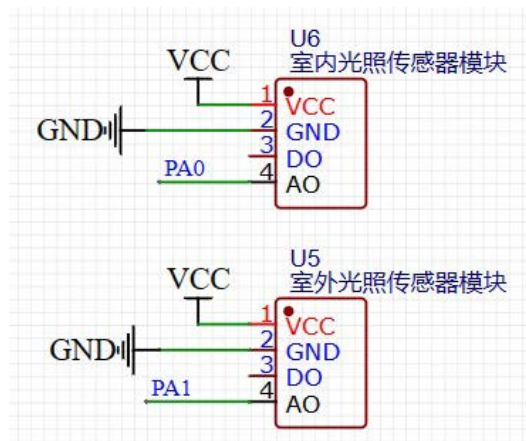 U6
室内光照传感器模块
VCC
1 VCC
GND 2 GND
3 DO
PA0 4 AO
U5
室外光照传感器模块
VCC
1 VCC
GND 2 GND
3 DO
PA1 4 AO